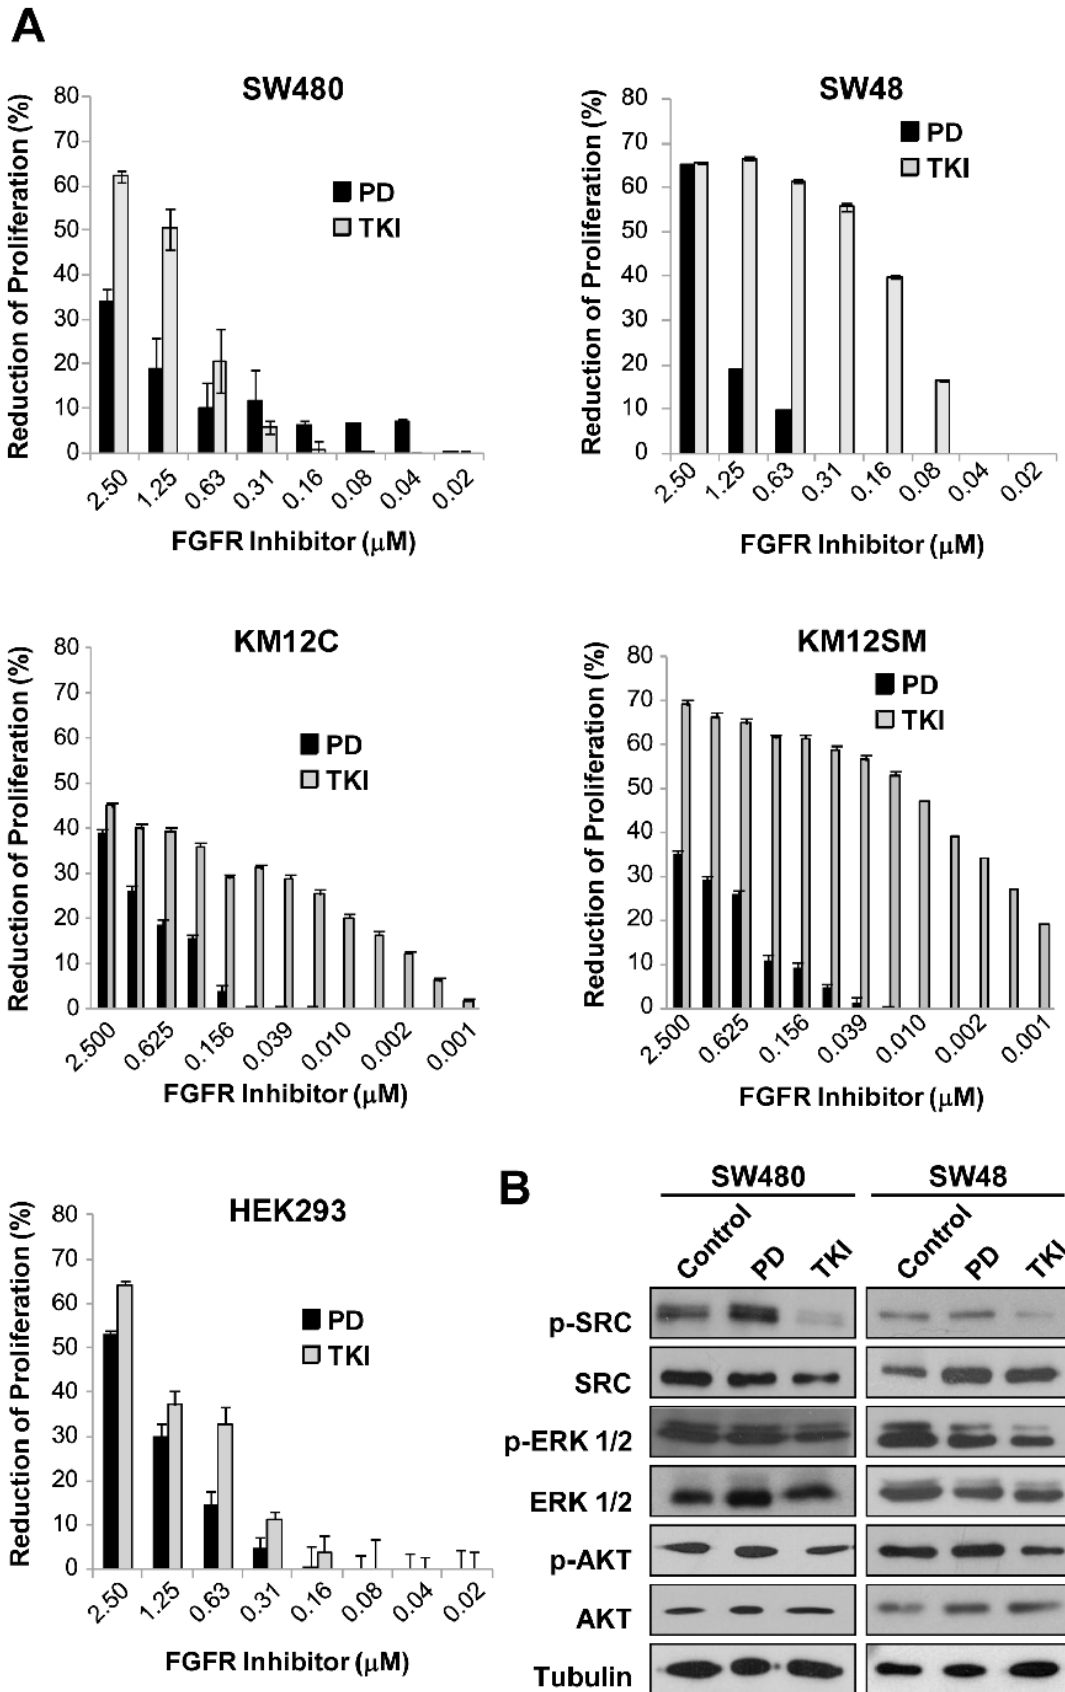 A
SW480
Reduction of Proliferation (%)
80
70
60
50
40
30
20
10
0
PD
TKI
2.50 1.25 0.63 0.31 0.16 0.08 0.04 0.02
FGFR Inhibitor (μM)
SW48
Reduction of Proliferation (%)
80
70
60
50
40
30
20
10
0
PD
TKI
2.50 1.25 0.63 0.31 0.16 0.08 0.04 0.02
FGFR Inhibitor (μM)
KM12C
Reduction of Proliferation (%)
80
70
60
50
40
30
20
10
0
PD
TKI
2.500 0.625 0.156 0.039 0.010 0.002 0.001
FGFR Inhibitor (μM)
KM12SM
Reduction of Proliferation (%)
80
70
60
50
40
30
20
10
0
PD
TKI
2.500 0.625 0.156 0.039 0.010 0.002 0.001
FGFR Inhibitor (μM)
HEK293
Reduction of Proliferation (%)
80
70
60
50
40
30
20
10
0
PD
TKI
2.50 1.25 0.63 0.31 0.16 0.08 0.04 0.02
FGFR Inhibitor (μM)
B
SW480 SW48
Control PD TKI Control PD TKI
p-SRC
SRC
p-ERK 1/2
ERK 1/2
p-AKT
AKT
Tubulin